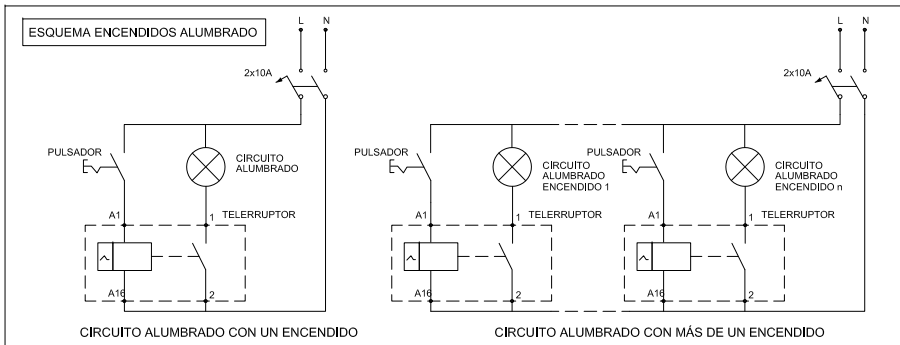 ESQUEMA ENCENDIDOS ALUMBRADO
L N
2x10A
PULSADOR
CIRCUITO
ALUMBRADO
A1
1
TELERRUPTOR
A16
2
CIRCUITO ALUMBRADO CON UN ENCENDIDO
L N
2x10A
PULSADOR
CIRCUITO
ALUMBRADO
ENCENDIDO 1
A1
1
TELERRUPTOR
A16
2
PULSADOR
CIRCUITO
ALUMBRADO
ENCENDIDO n
A1
1
TELERRUPTOR
A16
2
CIRCUITO ALUMBRADO CON MÁS DE UN ENCENDIDO